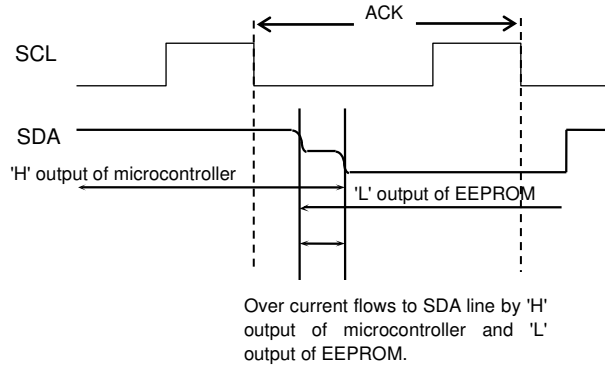 ACK
SCL
SDA
'H' output of microcontroller
'L' output of EEPROM
Over current flows to SDA line by 'H'
output of microcontroller and 'L'
output of EEPROM.